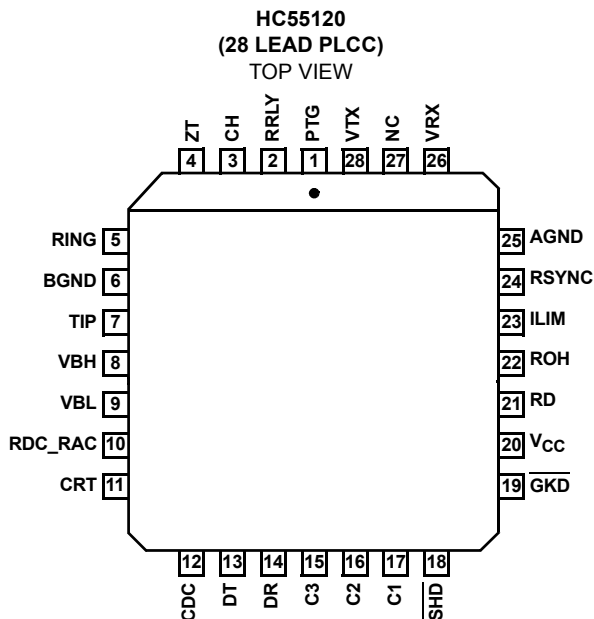 HC55120
(28 LEAD PLCC)
TOP VIEW
ZT CH RRLY PTG VTX NC VRX
4 3 2 1 28 27 26
RING 5
BGND 6
TIP 7
VBH 8
VBL 9
RDC_RAC 10
CRT 11
25 AGND
24 RSYNC
23 ILIM
22 ROH
21 RD
20 VCC
19 GKD
12 13 14 15 16 17 18
CDC DT DR C3 C2 C1 SHD